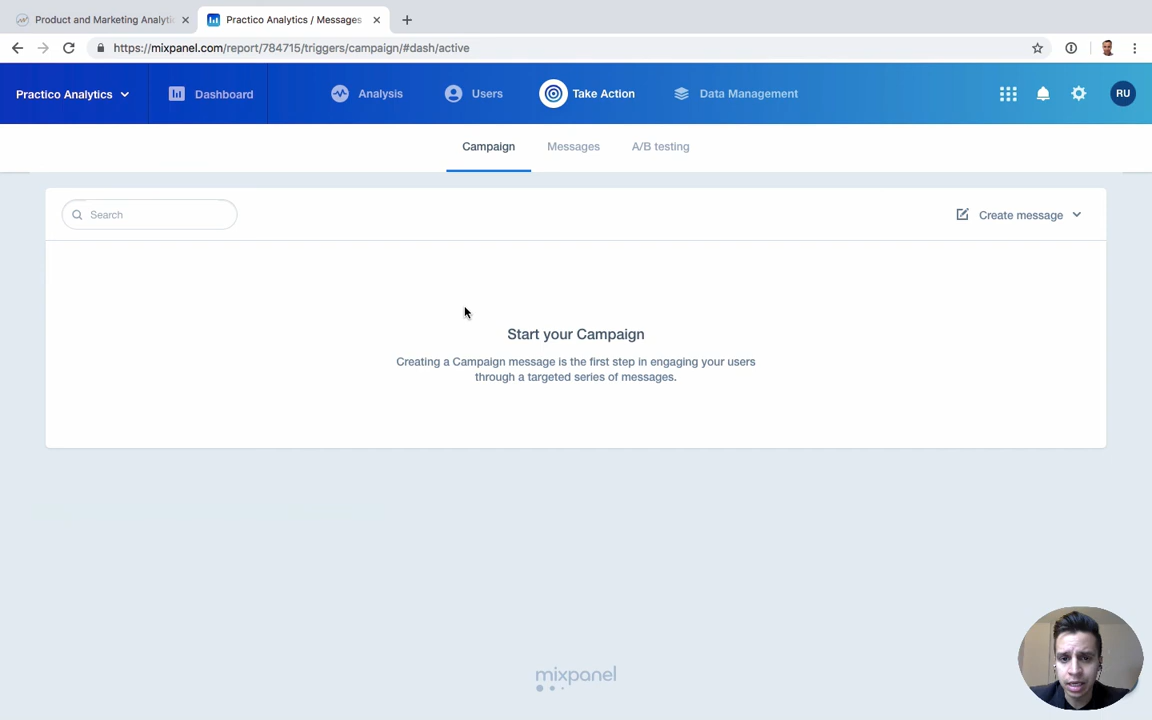 Product and Marketing Analytic
Practico Analytics / Messages
https://mixpanel.com/report/784715/triggers/campaign/#dash/active
Practico Analytics
Dashboard
Analysis
Users
Take Action
Data Management
RU
Campaign
Messages
A/B testing
Search
Create message
Start your Campaign
Creating a Campaign message is the first step in engaging your users
through a targeted series of messages.
mixpanel